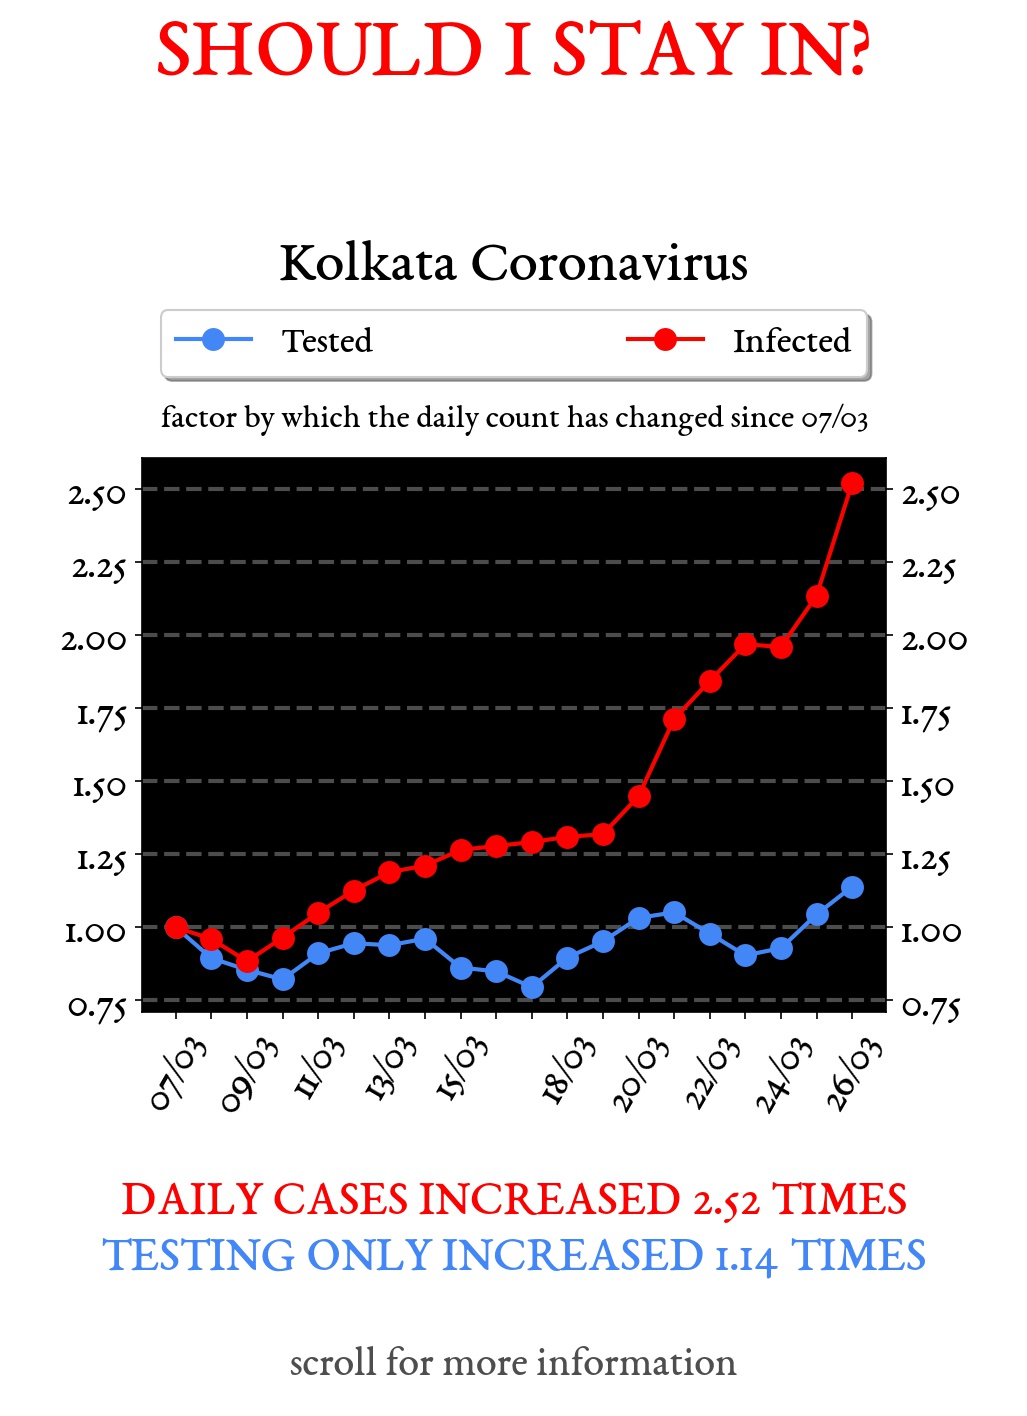 SHOULD I STAY IN?
Kolkata Coronavirus
Tested Infected
factor by which the daily count has changed since 07/03
2.50 2.50
2.25 2.25
2.00 2.00
1.75 1.75
1.50 1.50
1.25 1.25
1.00 1.00
0.75 0.75
07/03 09/03 11/03 13/03 15/03 18/03 20/03 22/03 24/03 26/03
DAILY CASES INCREASED 2.52 TIMES
TESTING ONLY INCREASED 1.14 TIMES
scroll for more information